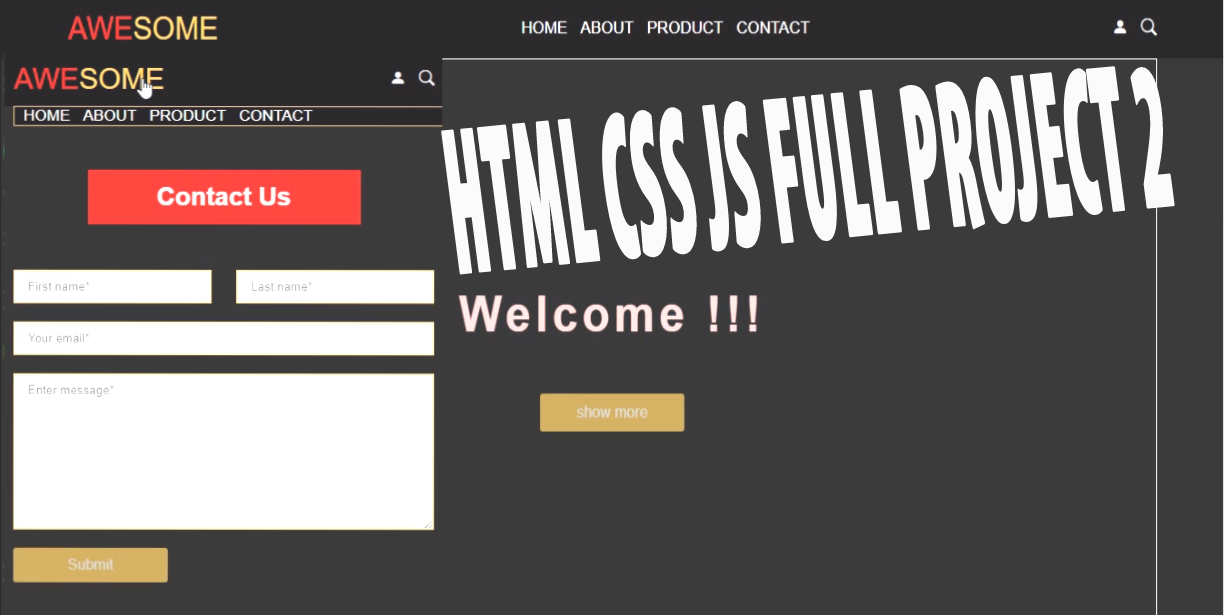 AWESOME
HOME ABOUT PRODUCT CONTACT
AWESOME
HOME ABOUT PRODUCT CONTACT
HTML CSS JS FULL PROJECT 2
Contact Us
First name* Last name*
Your email*
Enter message*
Submit
Welcome !!!
show more